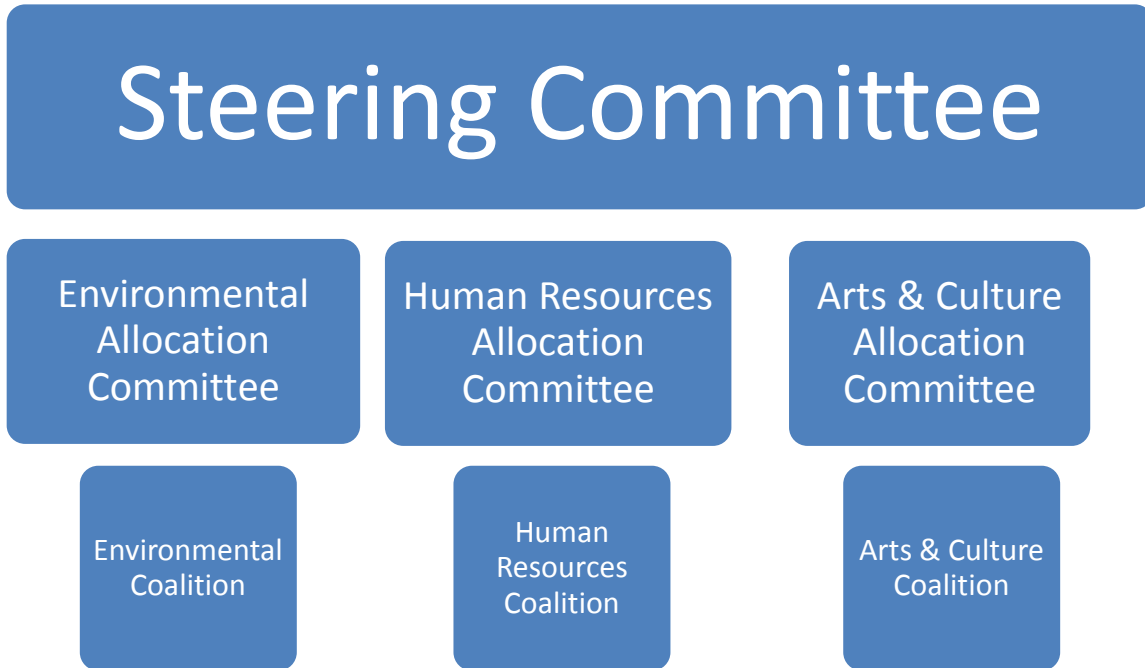 Steering Committee
Environmental
Allocation
Committee
Human Resources
Allocation
Committee
Arts & Culture
Allocation
Committee
Environmental
Coalition
Human
Resources
Coalition
Arts & Culture
Coalition